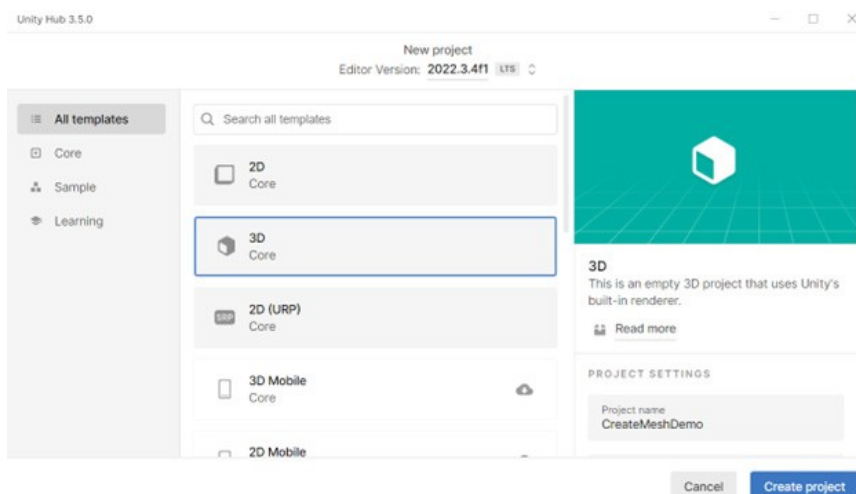 Unity Hub 3.5.0
New project
Editor Version: 2022.3.4f1 LTS
All templates
Core
Sample
Learning
Search all templates
2D
Core
3D
Core
SRP
2D (URP)
Core
3D Mobile
Core
2D Mobile
3D
This is an empty 3D project that uses Unity's
built-in renderer.
Read more
PROJECT SETTINGS
Project name
CreateMeshDemo
Cancel
Create project